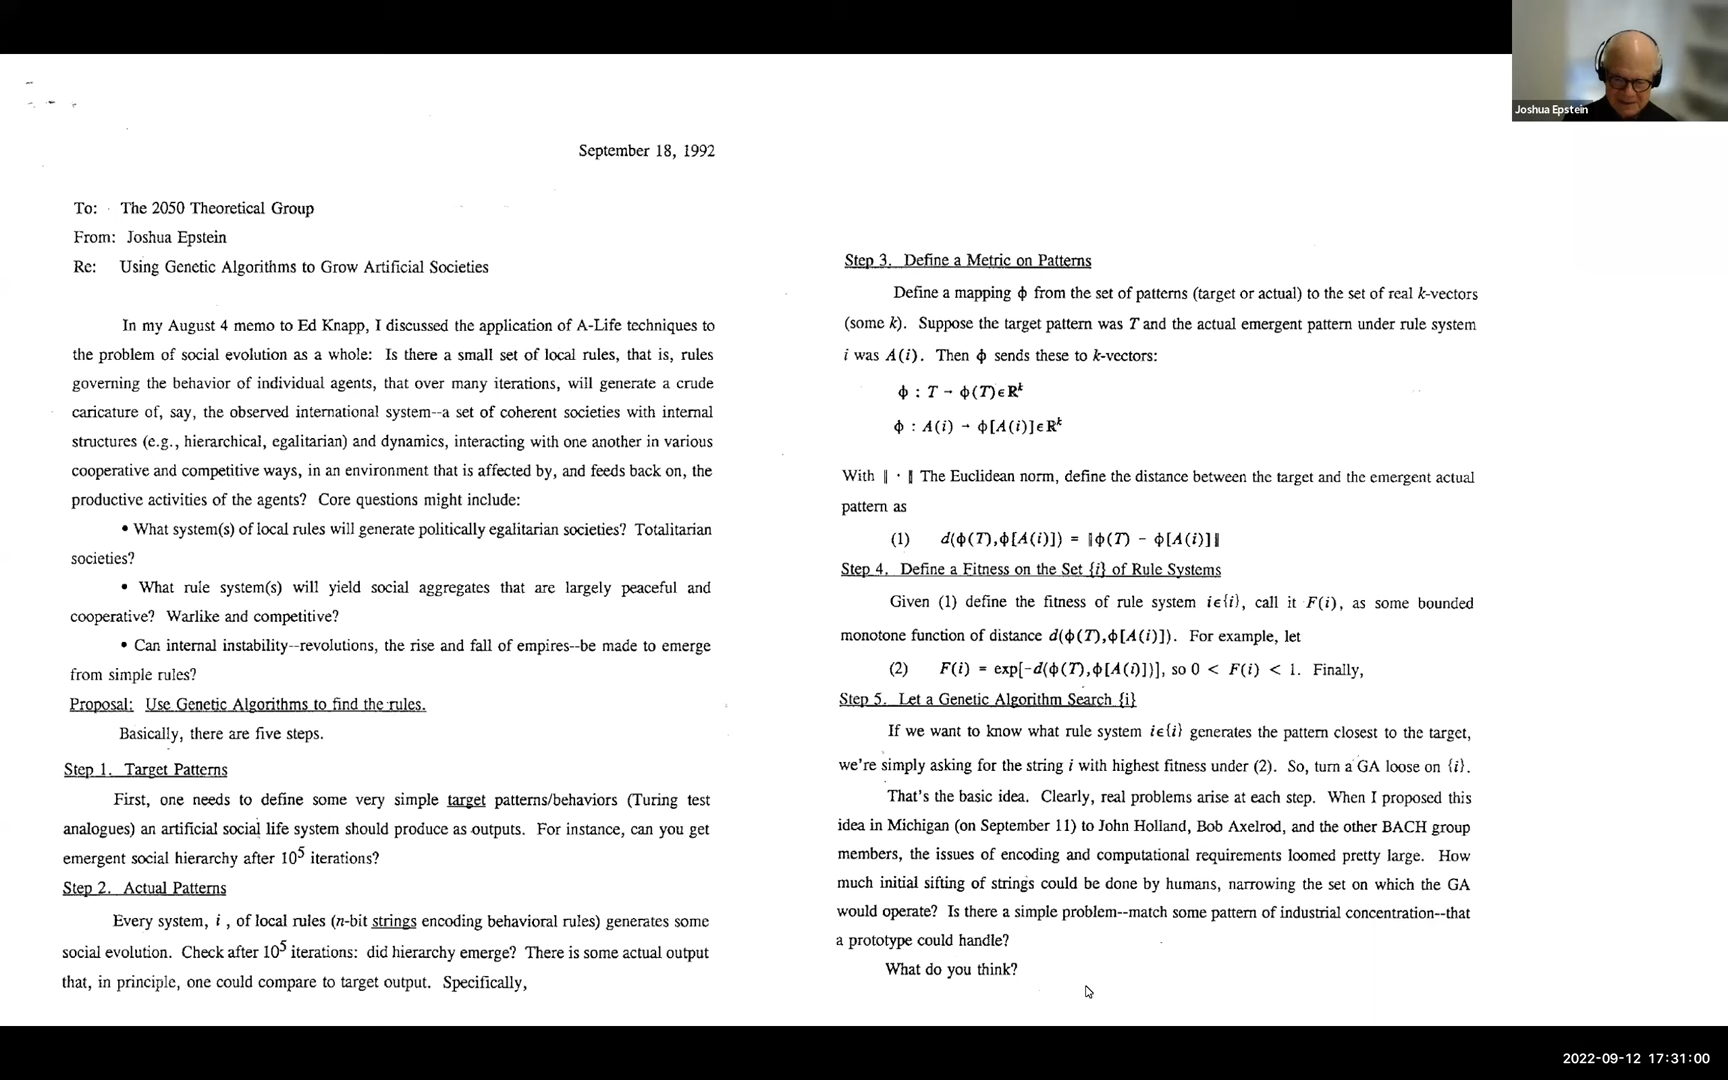 September 18, 1992
To: The 2050 Theoretical Group
From: Joshua Epstein
Re: Using Genetic Algorithms to Grow Artificial Societies
In my August 4 memo to Ed Knapp, I discussed the application of A-Life techniques to
the problem of social evolution as a whole: Is there a small set of local rules, that is, rules
governing the behavior of individual agents, that over many iterations, will generate a crude
caricature of, say, the observed international system--a set of coherent societies with internal
structures (e.g., hierarchical, egalitarian) and dynamics, interacting with one another in various
cooperative and competitive ways, in an environment that is affected by, and feeds back on, the
productive activities of the agents? Core questions might include:
• What system(s) of local rules will generate politically egalitarian societies? Totalitarian
societies?
• What rule system(s) will yield social aggregates that are largely peaceful and
cooperative? Warlike and competitive?
• Can internal instability--revolutions, the rise and fall of empires--be made to emerge
from simple rules?
Proposal: Use Genetic Algorithms to find the rules.
Basically, there are five steps.
Step 1. Target Patterns
First, one needs to define some very simple target patterns/behaviors (Turing test
analogues) an artificial social life system should produce as outputs. For instance, can you get
emergent social hierarchy after 10⁵ iterations?
Step 2. Actual Patterns
Every system, i , of local rules (n-bit strings encoding behavioral rules) generates some
social evolution. Check after 10⁵ iterations: did hierarchy emerge? There is some actual output
that, in principle, one could compare to target output. Specifically,
Step 3. Define a Metric on Patterns
Define a mapping ϕ from the set of patterns (target or actual) to the set of real k-vectors
(some k). Suppose the target pattern was T and the actual emergent pattern under rule system
i was A(i). Then ϕ sends these to k-vectors:
ϕ : T → ϕ(T)∈Rᵏ
ϕ : A(i) → ϕ[A(i)]∈Rᵏ
With ‖ · ‖ The Euclidean norm, define the distance between the target and the emergent actual
pattern as
(1) d(ϕ(T),ϕ[A(i)]) = ‖ϕ(T) − ϕ[A(i)]‖
Step 4. Define a Fitness on the Set {i} of Rule Systems
Given (1) define the fitness of rule system i∈{i}, call it F(i), as some bounded
monotone function of distance d(ϕ(T),ϕ[A(i)]). For example, let
(2) F(i) = exp[−d(ϕ(T),ϕ[A(i)])], so 0 < F(i) < 1. Finally,
Step 5. Let a Genetic Algorithm Search {i}
If we want to know what rule system i∈{i} generates the pattern closest to the target,
we're simply asking for the string i with highest fitness under (2). So, turn a GA loose on {i}.
That's the basic idea. Clearly, real problems arise at each step. When I proposed this
idea in Michigan (on September 11) to John Holland, Bob Axelrod, and the other BACH group
members, the issues of encoding and computational requirements loomed pretty large. How
much initial sifting of strings could be done by humans, narrowing the set on which the GA
would operate? Is there a simple problem--match some pattern of industrial concentration--that
a prototype could handle?
What do you think?
Joshua Epstein
2022-09-12 17:31:00